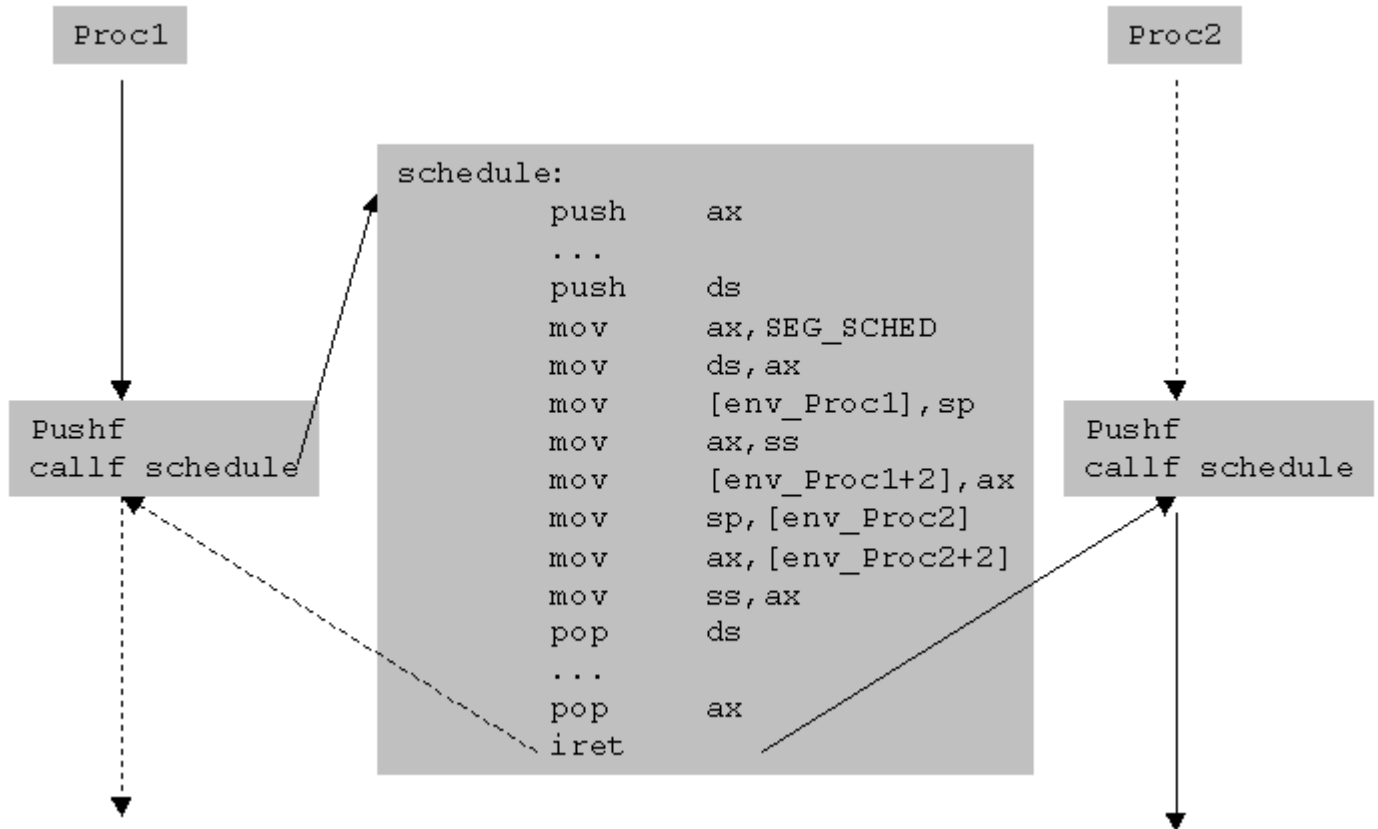 Proc1
Proc2
schedule:
push ax
...
push ds
mov ax,SEG_SCHED
mov ds,ax
mov [env_Proc1],sp
mov ax,ss
mov [env_Proc1+2],ax
mov sp,[env_Proc2]
mov ax,[env_Proc2+2]
mov ss,ax
pop ds
...
pop ax
iret
Pushf
callf schedule
Pushf
callf schedule